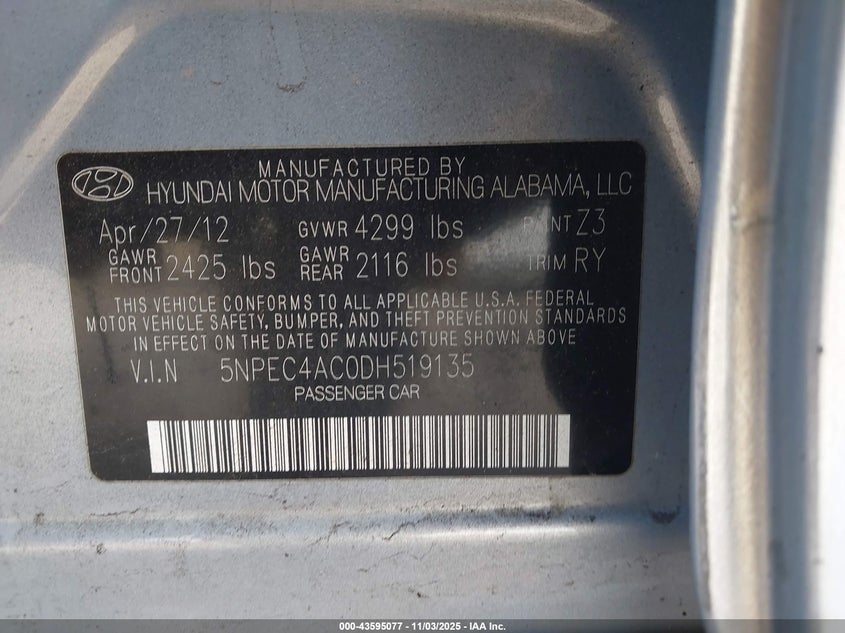 MANUFACTURED BY
HYUNDAI MOTOR MANUFACTURING ALABAMA, LLC
Apr/27/12 GVWR 4299 lbs PAINT Z3
GAWR FRONT 2425 lbs GAWR REAR 2116 lbs TRIM RY
THIS VEHICLE CONFORMS TO ALL APPLICABLE U.S.A. FEDERAL
MOTOR VEHICLE SAFETY, BUMPER, AND THEFT PREVENTION STANDARDS
IN EFFECT ON THE DATE OF MANUFACTURE SHOWN ABOVE
V.I.N 5NPEC4AC0DH519135
PASSENGER CAR
000-43595077 - 11/03/2025 - IAA Inc.